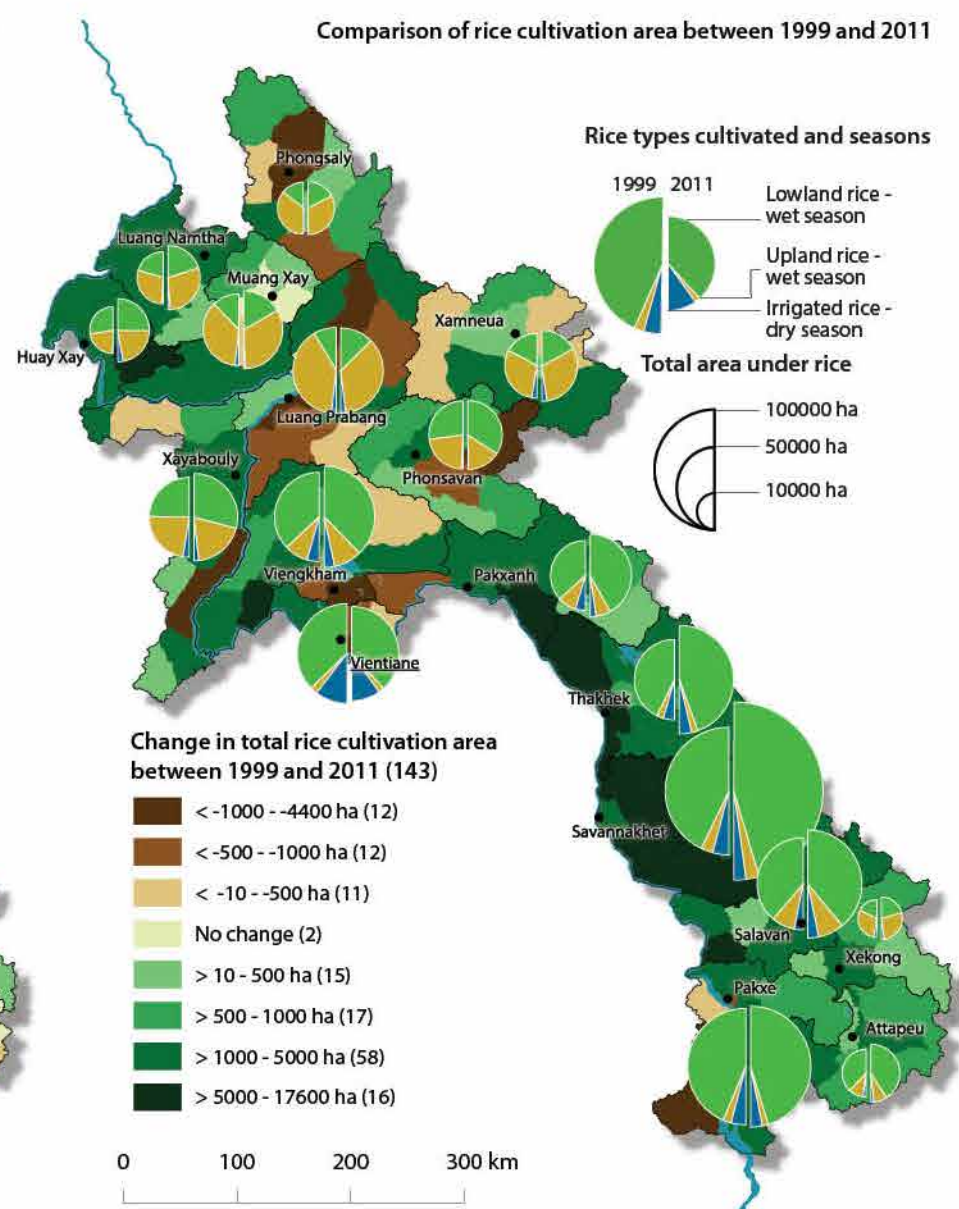 Comparison of rice cultivation area between 1999 and 2011
Rice types cultivated and seasons
1999
2011
Lowland rice -
wet season
Upland rice -
wet season
Irrigated rice -
dry season
Total area under rice
100000 ha
50000 ha
10000 ha
Phongsaly
Luang Namtha
Muang Xay
Huay Xay
Xamneua
Luang Prabang
Xayabouly
Phonsavan
Viengkham
Pakxanh
Vientiane
Thakhek
Savannakhet
Salavan
Xekong
Pakxe
Attapeu
Change in total rice cultivation area
between 1999 and 2011 (143)
< -1000 - -4400 ha (12)
< -500 - -1000 ha (12)
< -10 - -500 ha (11)
No change (2)
> 10 - 500 ha (15)
> 500 - 1000 ha (17)
> 1000 - 5000 ha (58)
> 5000 - 17600 ha (16)
0
100
200
300 km